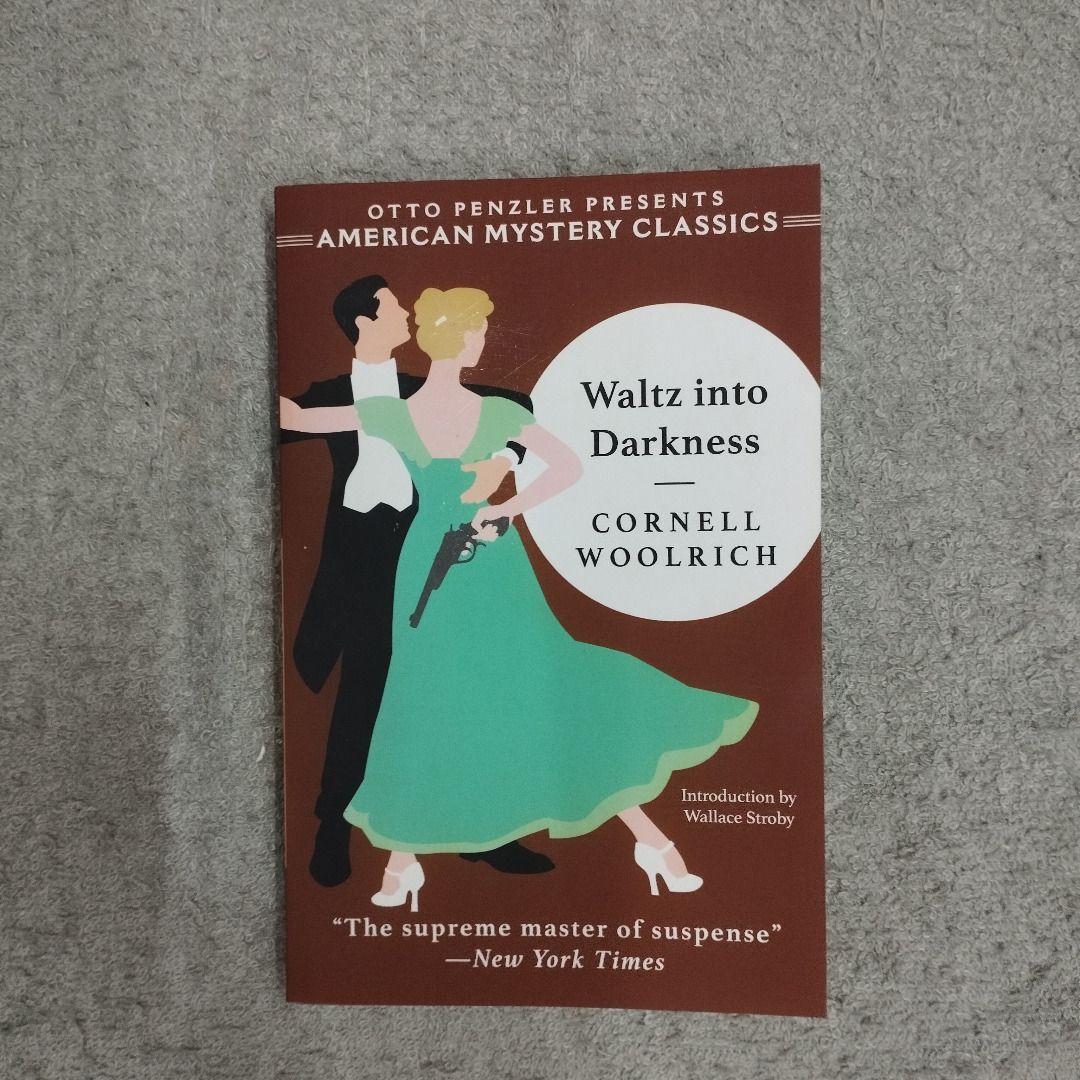 OTTO PENZLER PRESENTS
AMERICAN MYSTERY CLASSICS
Waltz into
Darkness
—
CORNELL
WOOLRICH
Introduction by
Wallace Stroby
“The supreme master of suspense”
—New York Times